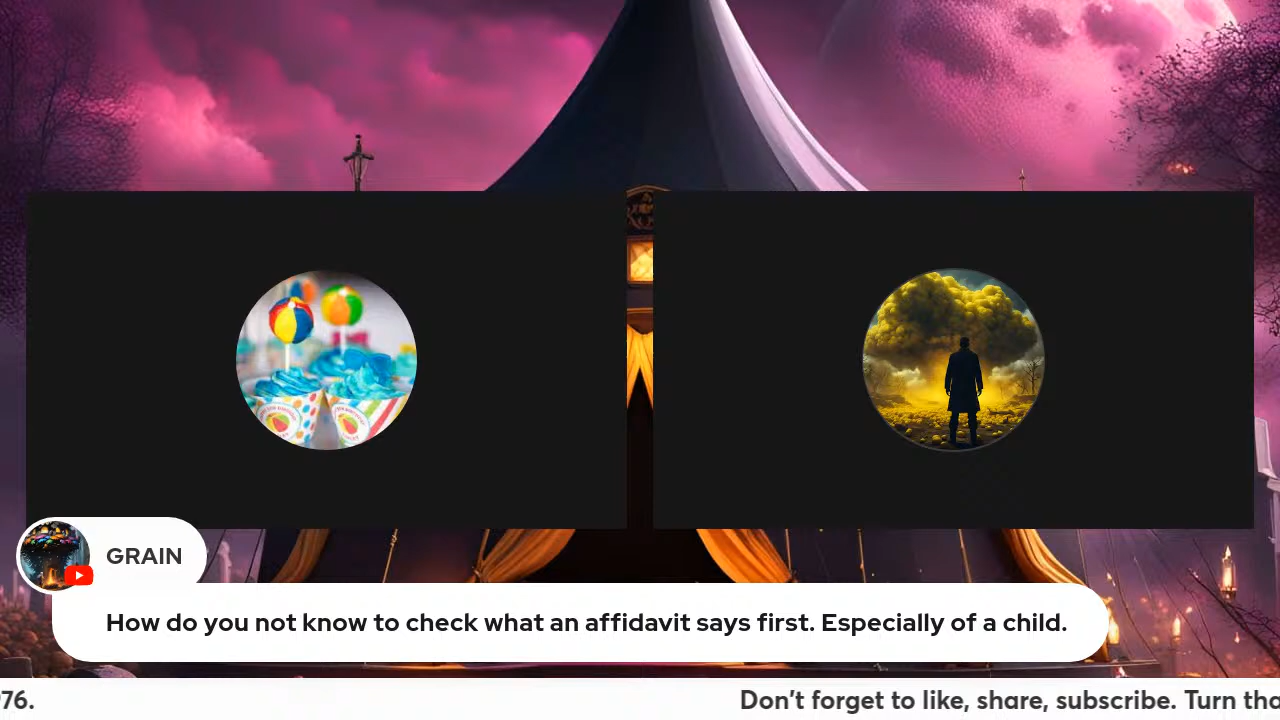 GRAIN
How do you not know to check what an affidavit says first. Especially of a child.
76. Don't forget to like, share, subscribe. Turn tha